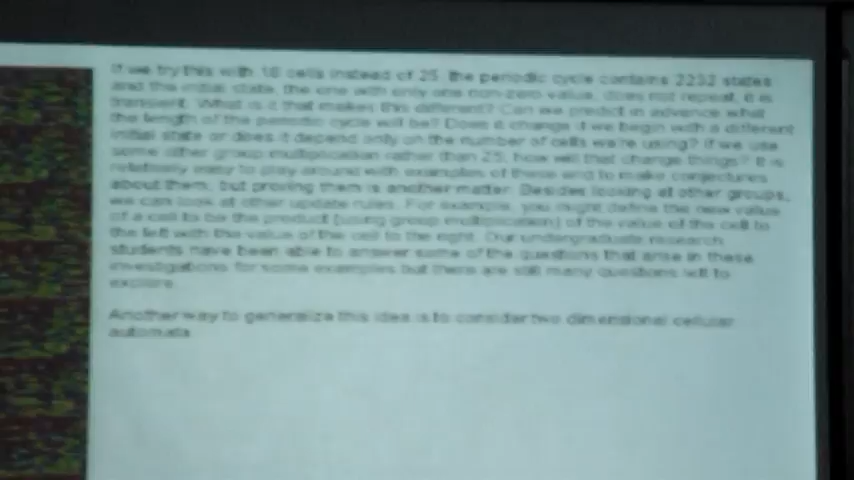 If we try this with 18 cells instead of 25, the periodic cycle contains 2232 states
and the initial state, the one with only one non-zero value, does not repeat, it is
transient. What is it that makes this different? Can we predict in advance what
the length of the periodic cycle will be? Does it change if we begin with a different
initial state or does it depend only on the number of cells we're using? If we use
some other group multiplication rather than Z5, how will that change things? It is
relatively easy to play around with examples of these and to make conjectures
about them, but proving them is another matter. Besides looking at other groups,
we can look at other update rules. For example, you might define the new value
of a cell to be the product (using group multiplication) of the value of the cell to
the left with the value of the cell to the right. Our undergraduate research
students have been able to answer some of the questions that arise in these
investigations for some examples but there are still many questions left to
explore.
Another way to generalize this idea is to consider two dimensional cellular
automata.